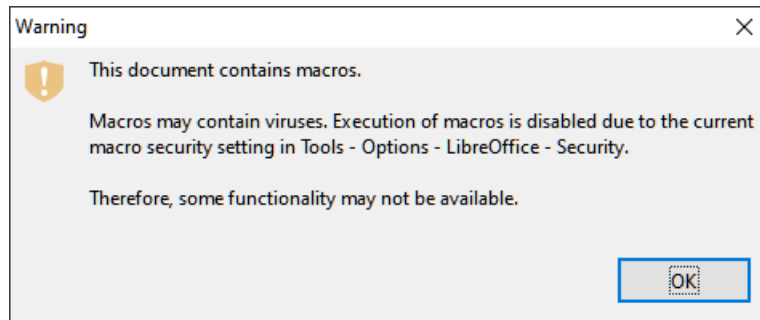 Warning
This document contains macros.
Macros may contain viruses. Execution of macros is disabled due to the current
macro security setting in Tools - Options - LibreOffice - Security.
Therefore, some functionality may not be available.
OK